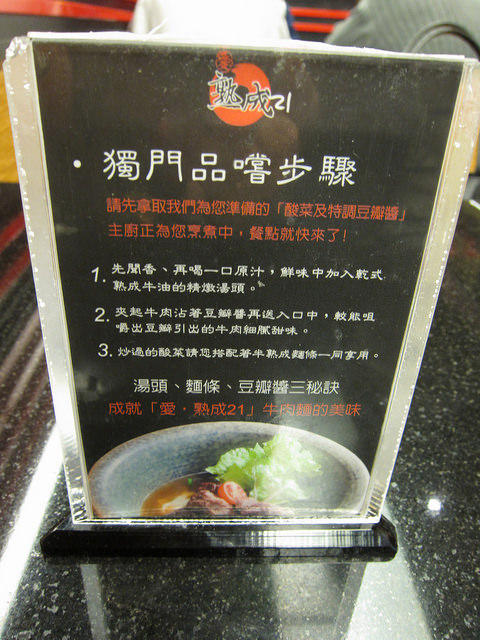 愛 熟成21
• 獨門品嚐步驟
請先拿取我們為您準備的「酸菜及特調豆瓣醬」
主廚正為您烹煮中，餐點就快來了！
1. 先聞香、再喝一口原汁，鮮味中加入乾式
熟成牛油的精燉湯頭。
2. 夾起牛肉沾著豆瓣醬再送入口中，較能咀
嚼出豆瓣引出的牛肉細膩甜味。
3. 炒過的酸菜請您搭配著半熟成麵條一同享用。
湯頭、麵條、豆瓣醬三秘訣
成就「愛．熟成21」牛肉麵的美味